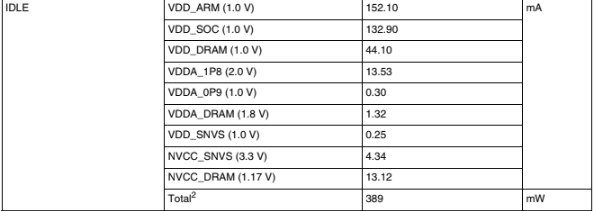 IDLE VDD_ARM (1.0 V) 152.10 mA
VDD_SOC (1.0 V) 132.90
VDD_DRAM (1.0 V) 44.10
VDDA_1P8 (2.0 V) 13.53
VDDA_0P9 (1.0 V) 0.30
VDDA_DRAM (1.8 V) 1.32
VDD_SNVS (1.0 V) 0.25
NVCC_SNVS (3.3 V) 4.34
NVCC_DRAM (1.17 V) 13.12
Total² 389 mW